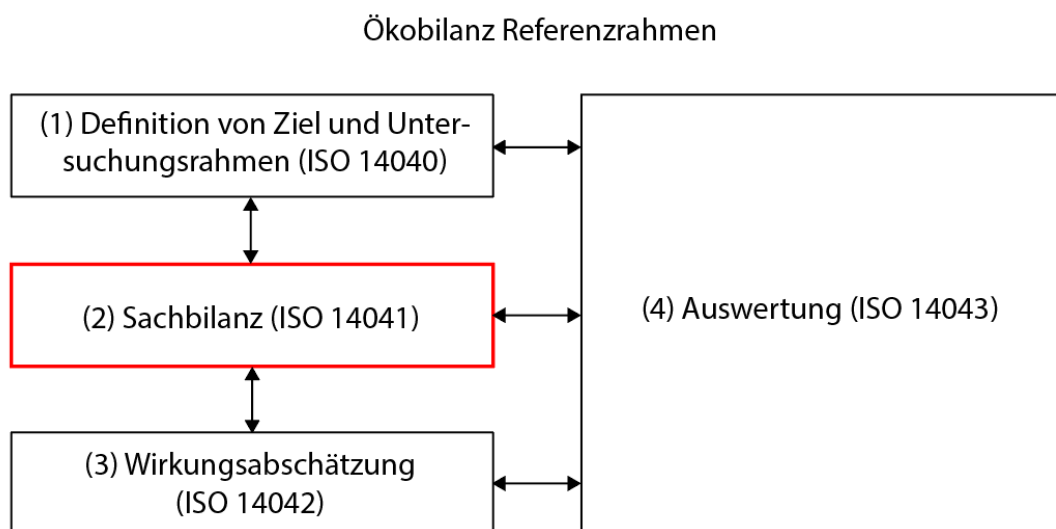 Ökobilanz Referenzrahmen
(1) Definition von Ziel und Unter-
suchungsrahmen (ISO 14040)
(2) Sachbilanz (ISO 14041)
(4) Auswertung (ISO 14043)
(3) Wirkungsabschätzung
(ISO 14042)